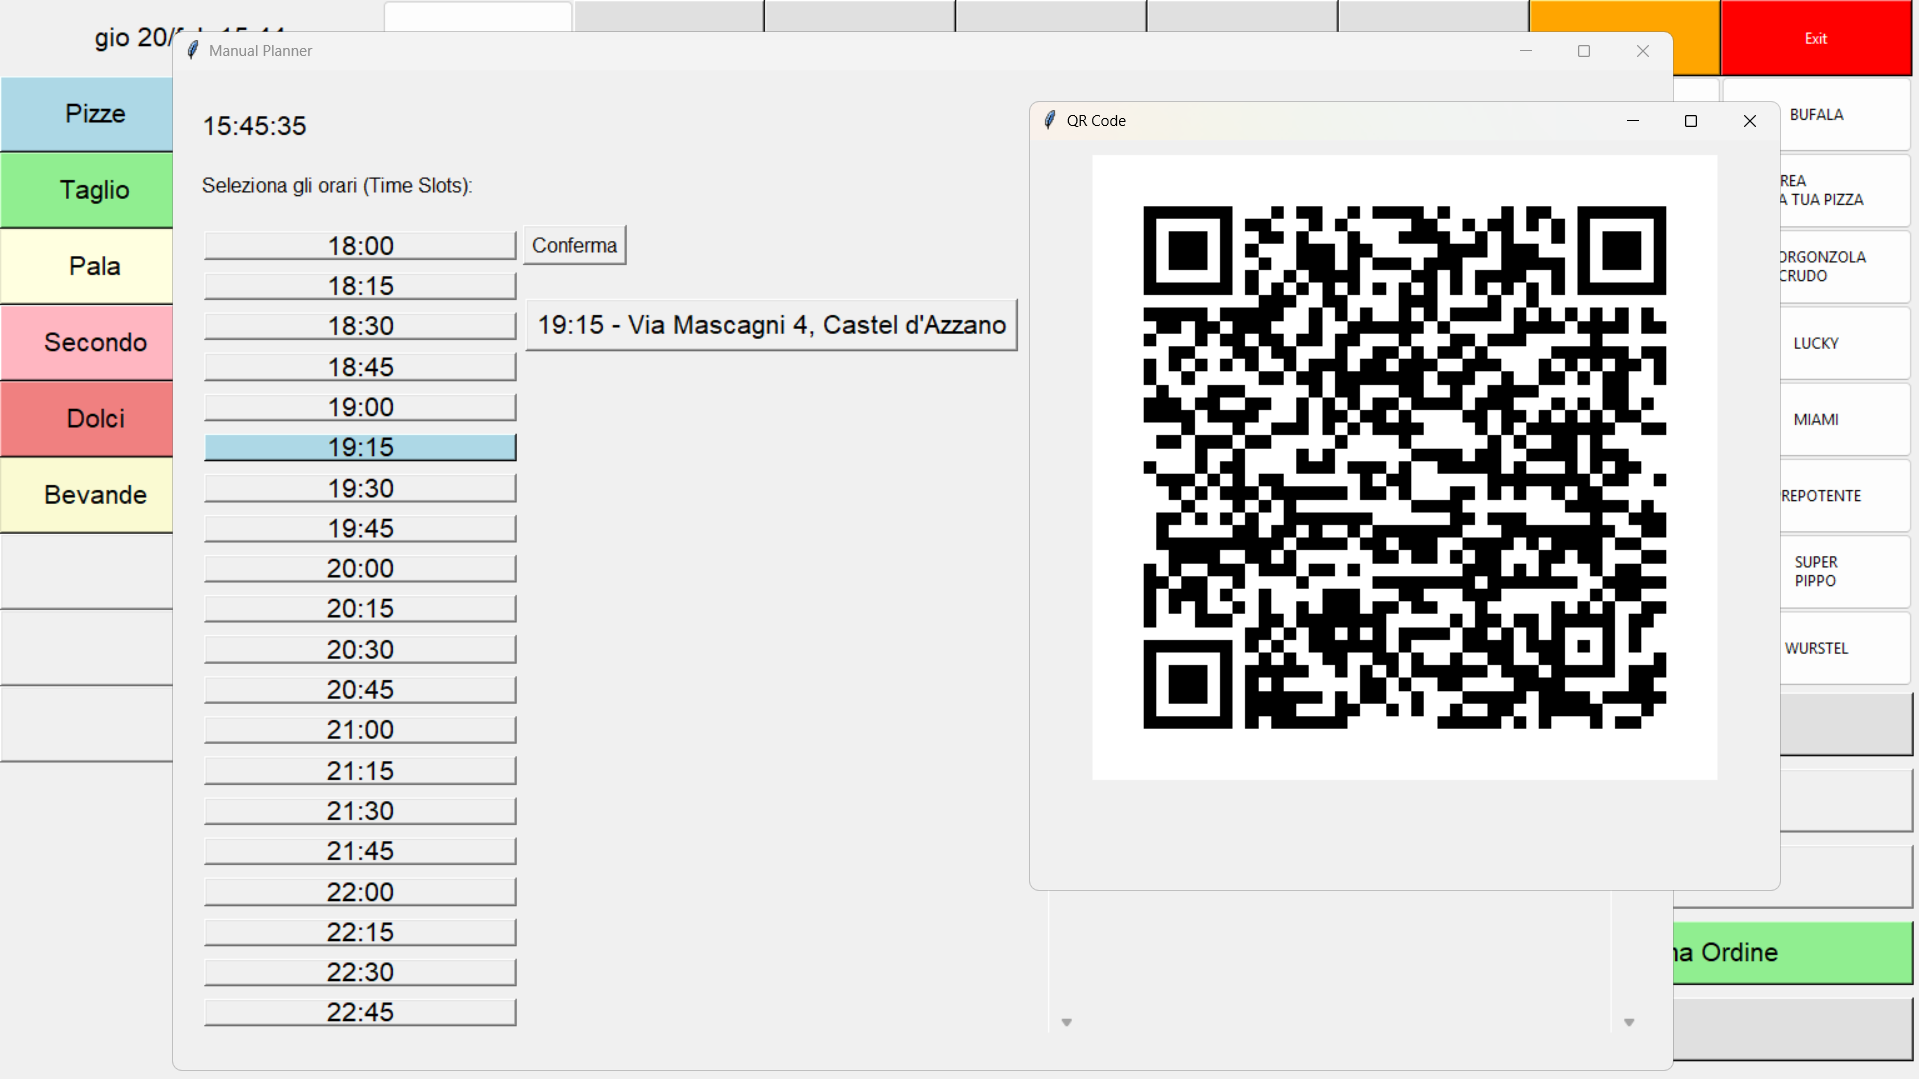 gio 20/
Exit
Manual Planner
Pizze
Taglio
Pala
Secondo
Dolci
Bevande
15:45:35
Seleziona gli orari (Time Slots):
18:00
Conferma
18:15
18:30
19:15 - Via Mascagni 4, Castel d'Azzano
18:45
19:00
19:15
19:30
19:45
20:00
20:15
20:30
20:45
21:00
21:15
21:30
21:45
22:00
22:15
22:30
22:45
QR Code
BUFALA
REA
A TUA PIZZA
ORGONZOLA
CRUDO
LUCKY
MIAMI
REPOTENTE
SUPER
PIPPO
WURSTEL
na Ordine